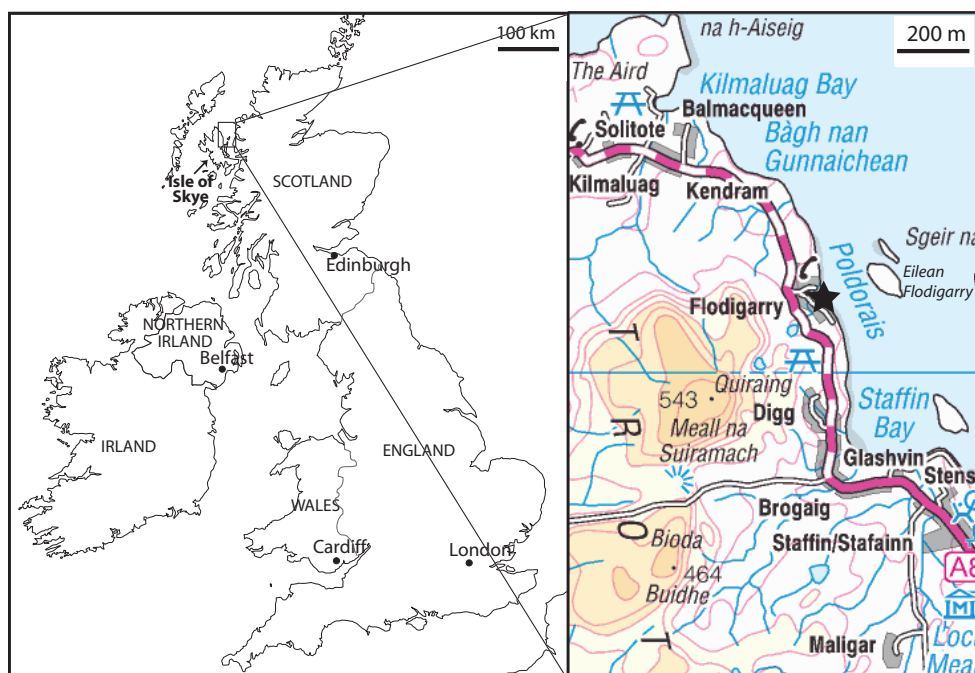 100 km
Isle of
Skye
SCOTLAND
Edinburgh
NORTHERN
IRLAND
Belfast
IRLAND
ENGLAND
WALES
Cardiff
London
200 m
na h-Aiseig
The Aird
Kilmaluag Bay
Balmacqueen
Solitote
Bàgh nan
Gunnaichean
Kilmaluag
Kendram
Sgeir na
Poldorais
Eilean
Flodigarry
Flodigarry
T
Quiraing
543
Digg
Staffin
Bay
R
Meall na
Suiramach
Glashvin
Stens
Brogaig
O
Bioda
Staffin/Stafainn
464
Buidhe
A8
M
T
Maligar
Loc
Mea